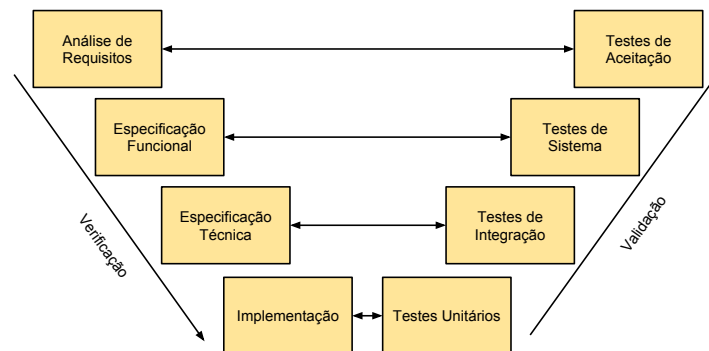 Análise de
Requisitos
Testes de
Aceitação
Especificação
Funcional
Testes de
Sistema
Especificação
Técnica
Testes de
Integração
Verificação
Validação
Implementação
Testes Unitários